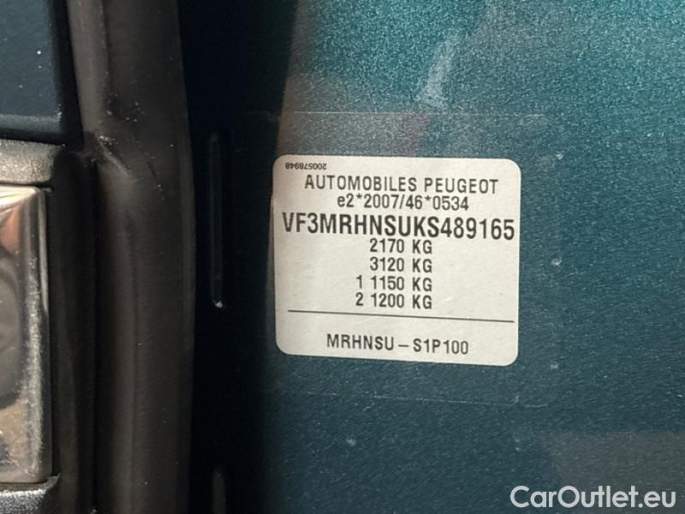 200578948
AUTOMOBILES PEUGEOT
e2*2007/46*0534
VF3MRHNSUKS489165
2170 KG
3120 KG
1 1150 KG
2 1200 KG
MRHNSU – S1P100
CarOutlet.eu